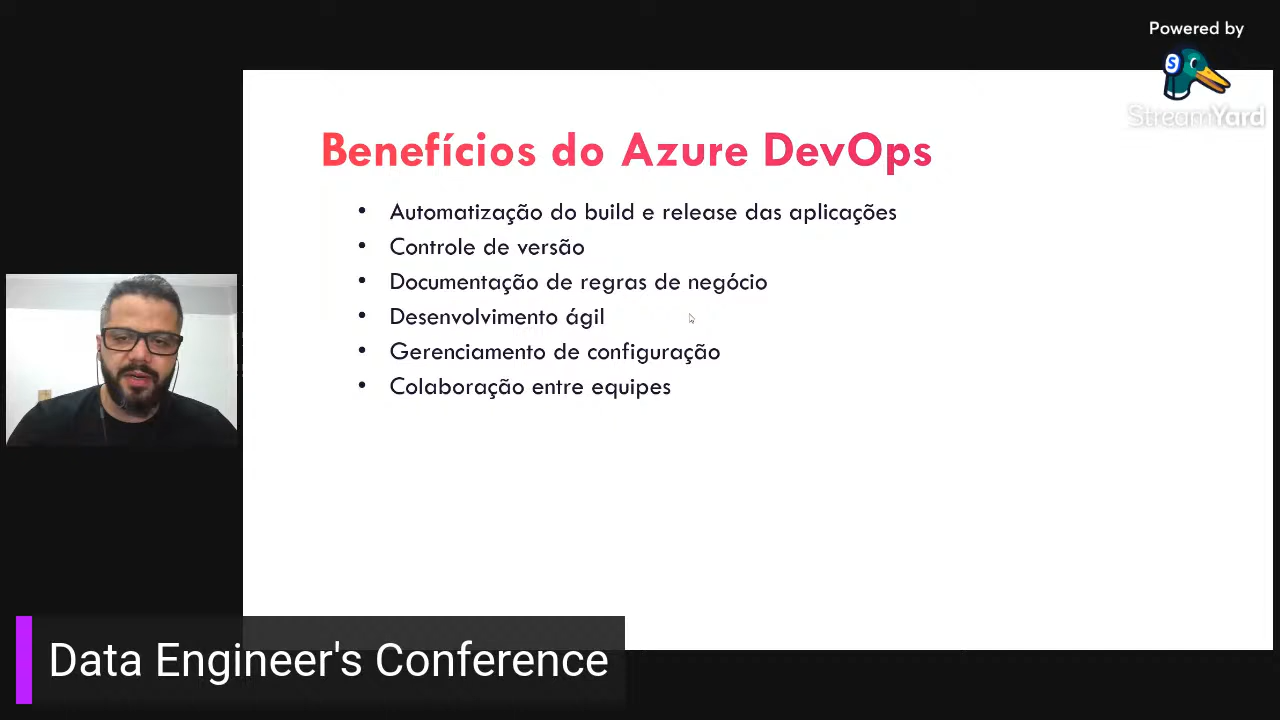 Powered by
StreamYard
Benefícios do Azure DevOps
• Automatização do build e release das aplicações
• Controle de versão
• Documentação de regras de negócio
• Desenvolvimento ágil
• Gerenciamento de configuração
• Colaboração entre equipes
Data Engineer's Conference